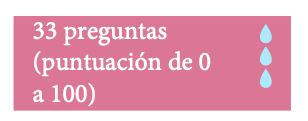 33 preguntas
(puntuación de 0
a 100)